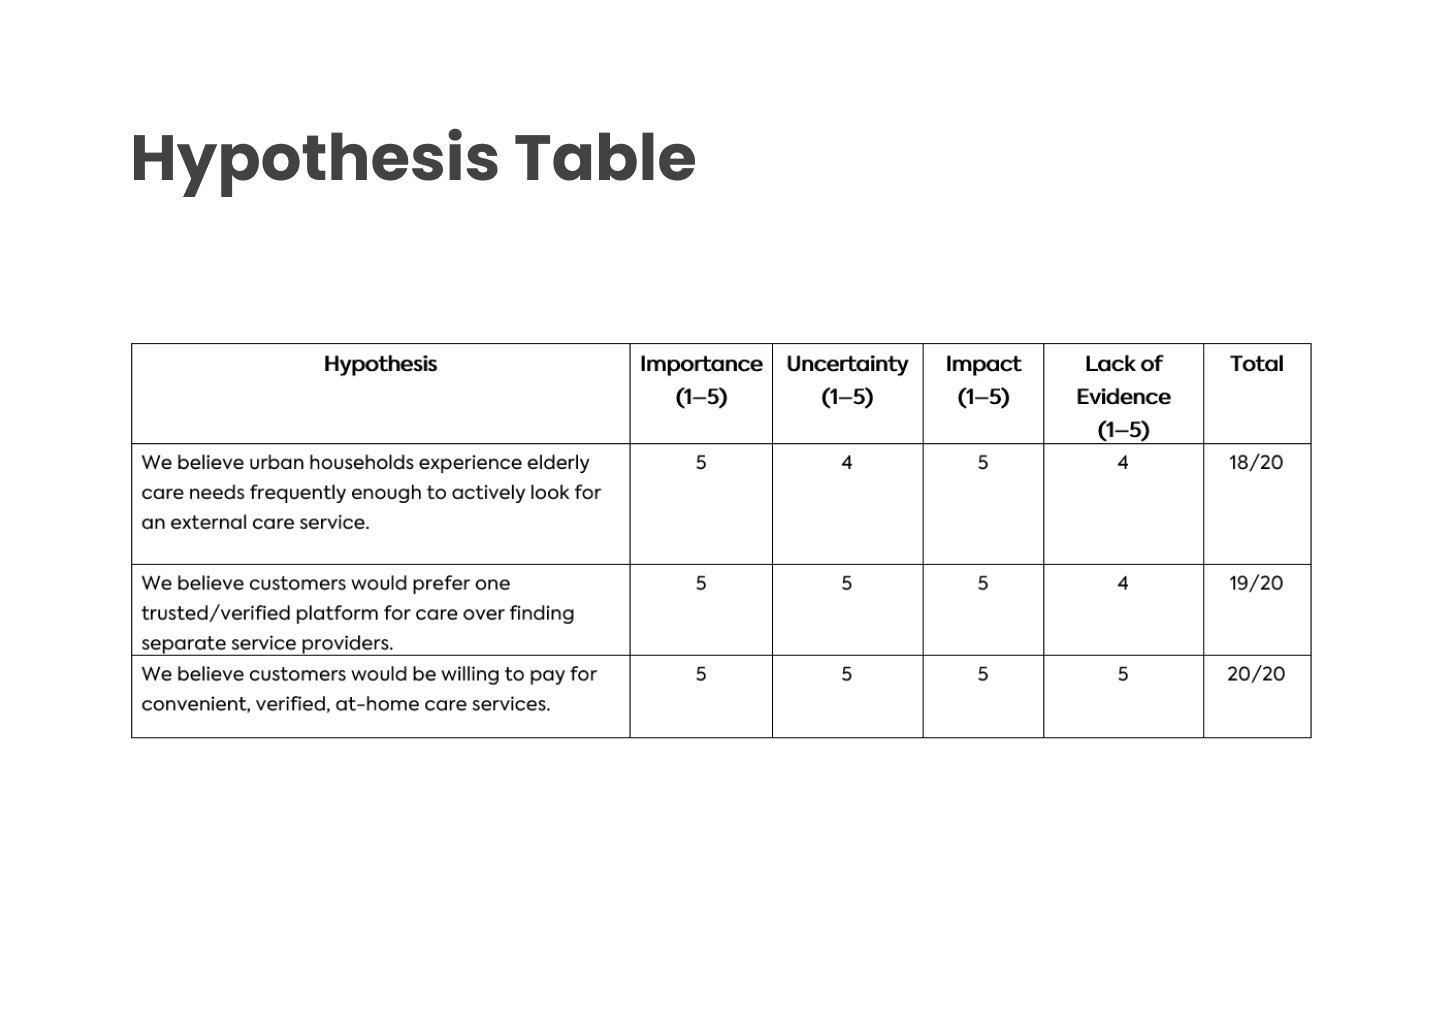 Hypothesis Table
Hypothesis
Importance
(1–5)
Uncertainty
(1–5)
Impact
(1–5)
Lack of
Evidence
(1–5)
Total
We believe urban households experience elderly
care needs frequently enough to actively look for
an external care service.
5
4
5
4
18/20
We believe customers would prefer one
trusted/verified platform for care over finding
separate service providers.
5
5
5
4
19/20
We believe customers would be willing to pay for
convenient, verified, at-home care services.
5
5
5
5
20/20